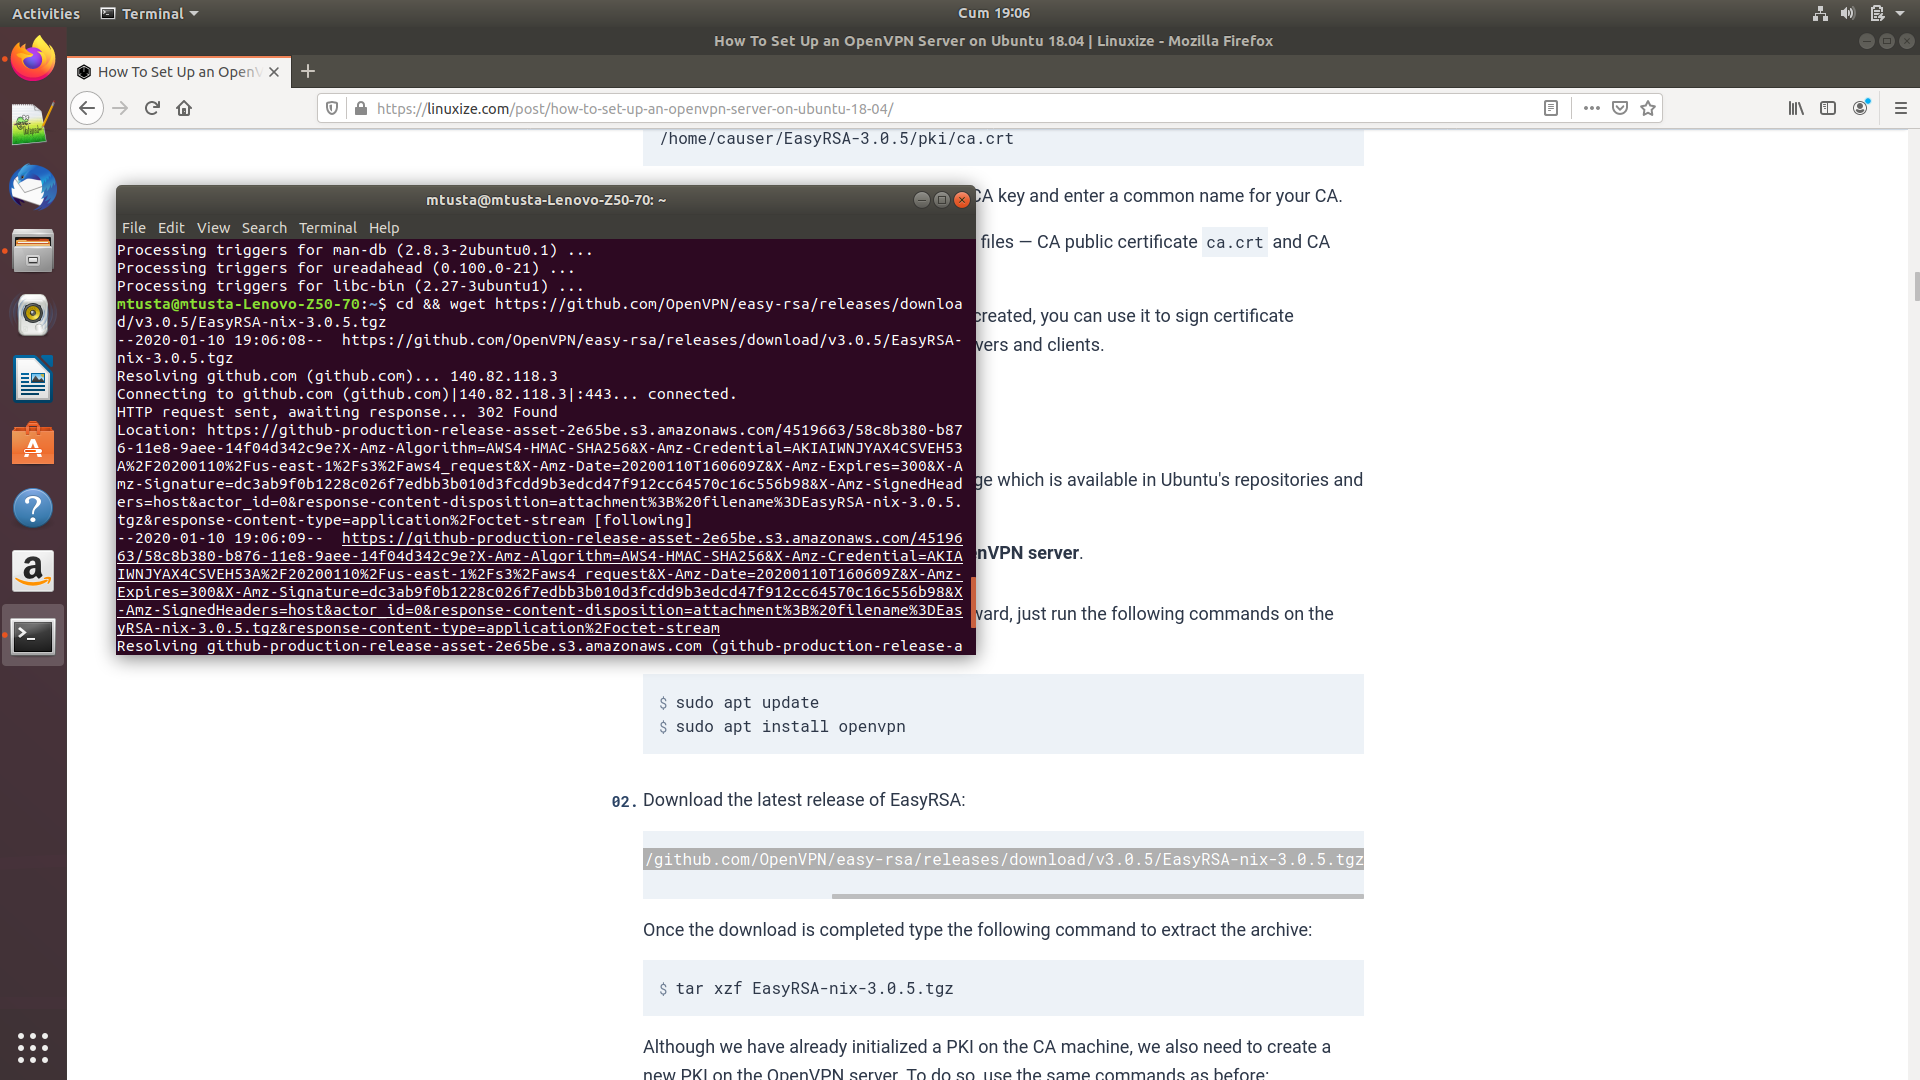 Activities
Terminal
Cum 19:06
How To Set Up an OpenVPN Server on Ubuntu 18.04 | Linuxize - Mozilla Firefox
How To Set Up an OpenV
https://linuxize.com/post/how-to-set-up-an-openvpn-server-on-ubuntu-18-04/
/home/causer/EasyRSA-3.0.5/pki/ca.crt
CA key and enter a common name for your CA.
files — CA public certificate ca.crt and CA
created, you can use it to sign certificate
vers and clients.
ge which is available in Ubuntu's repositories and
enVPN server.
ward, just run the following commands on the
mtusta@mtusta-Lenovo-Z50-70: ~
File Edit View Search Terminal Help
Processing triggers for man-db (2.8.3-2ubuntu0.1) ...
Processing triggers for ureadahead (0.100.0-21) ...
Processing triggers for libc-bin (2.27-3ubuntu1) ...
mtusta@mtusta-Lenovo-Z50-70:~$ cd && wget https://github.com/OpenVPN/easy-rsa/releases/downloa
d/v3.0.5/EasyRSA-nix-3.0.5.tgz
--2020-01-10 19:06:08--  https://github.com/OpenVPN/easy-rsa/releases/download/v3.0.5/EasyRSA-
nix-3.0.5.tgz
Resolving github.com (github.com)... 140.82.118.3
Connecting to github.com (github.com)|140.82.118.3|:443... connected.
HTTP request sent, awaiting response... 302 Found
Location: https://github-production-release-asset-2e65be.s3.amazonaws.com/4519663/58c8b380-b87
6-11e8-9aee-14f04d342c9e?X-Amz-Algorithm=AWS4-HMAC-SHA256&X-Amz-Credential=AKIAIWNJYAX4CSVEH53
A%2F20200110%2Fus-east-1%2Fs3%2Faws4_request&X-Amz-Date=20200110T160609Z&X-Amz-Expires=300&X-A
mz-Signature=dc3ab9f0b1228c026f7edbb3b010d3fcdd9b3edcd47f912cc64570c16c556b98&X-Amz-SignedHead
ers=host&actor_id=0&response-content-disposition=attachment%3B%20filename%3DEasyRSA-nix-3.0.5.
tgz&response-content-type=application%2Foctet-stream [following]
--2020-01-10 19:06:09--  https://github-production-release-asset-2e65be.s3.amazonaws.com/45196
63/58c8b380-b876-11e8-9aee-14f04d342c9e?X-Amz-Algorithm=AWS4-HMAC-SHA256&X-Amz-Credential=AKIA
IWNJYAX4CSVEH53A%2F20200110%2Fus-east-1%2Fs3%2Faws4_request&X-Amz-Date=20200110T160609Z&X-Amz-
Expires=300&X-Amz-Signature=dc3ab9f0b1228c026f7edbb3b010d3fcdd9b3edcd47f912cc64570c16c556b98&X
-Amz-SignedHeaders=host&actor_id=0&response-content-disposition=attachment%3B%20filename%3DEas
yRSA-nix-3.0.5.tgz&response-content-type=application%2Foctet-stream
Resolving github-production-release-asset-2e65be.s3.amazonaws.com (github-production-release-a
$ sudo apt update
$ sudo apt install openvpn
02. Download the latest release of EasyRSA:
/github.com/OpenVPN/easy-rsa/releases/download/v3.0.5/EasyRSA-nix-3.0.5.tgz
Once the download is completed type the following command to extract the archive:
$ tar xzf EasyRSA-nix-3.0.5.tgz
Although we have already initialized a PKI on the CA machine, we also need to create a
new PKI on the OpenVPN server. To do so, use the same commands as before: